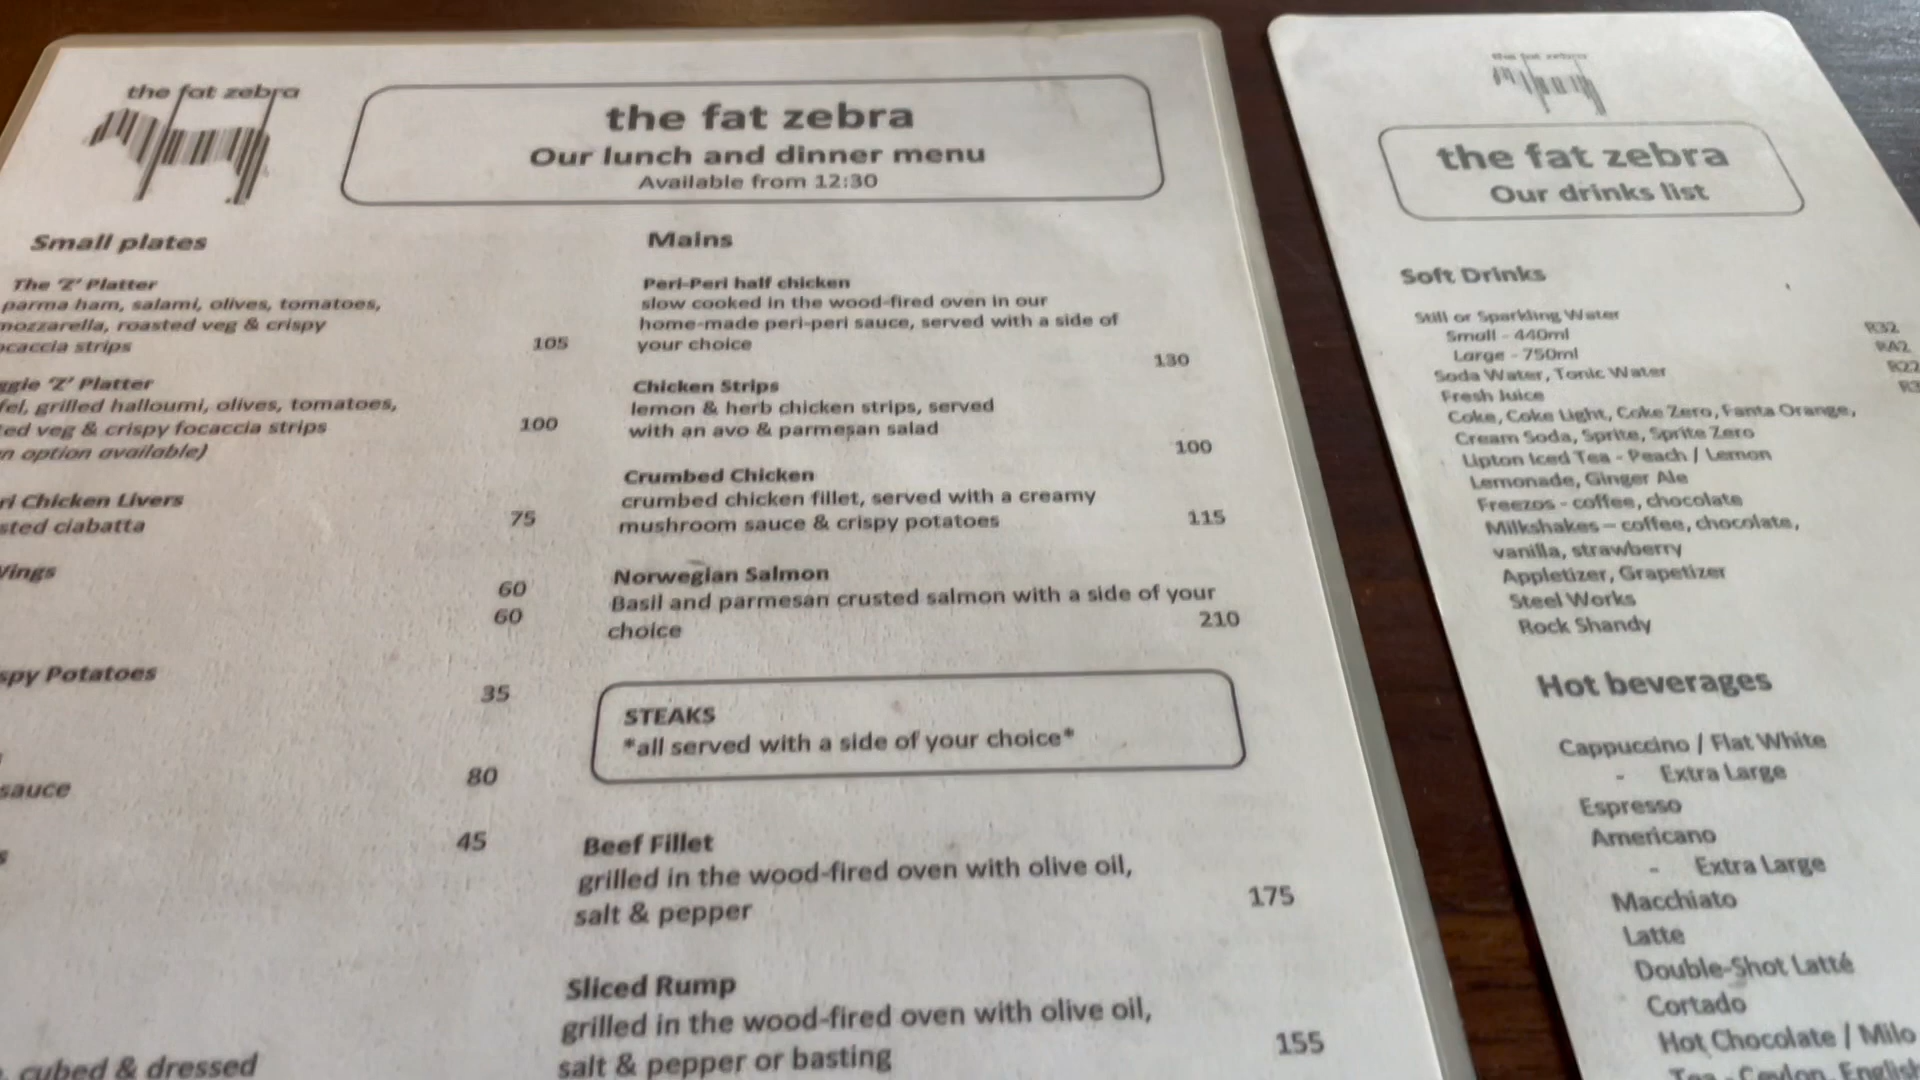 the fat zebra
the fat zebra
Our lunch and dinner menu
Available from 12:30
Small plates
The 'Z' Platter
parma ham, salami, olives, tomatoes,
mozzarella, roasted veg & crispy
strips 105
'Z' Platter
grilled halloumi, olives, tomatoes,
veg & crispy focaccia strips 100
option available)
Chicken Livers
ciabatta 75
Wings
60
60
Potatoes
35
80
sauce
45
cubed & dressed
Mains
Peri-Peri half chicken
slow cooked in the wood-fired oven in our
home-made peri-peri sauce, served with a side of
your choice
130
Chicken Strips
lemon & herb chicken strips, served
with an avo & parmesan salad
100
Crumbed Chicken
crumbed chicken fillet, served with a creamy
mushroom sauce & crispy potatoes 115
Norwegian Salmon
Basil and parmesan crusted salmon with a side of your
choice 210
STEAKS
*all served with a side of your choice*
Beef Fillet
grilled in the wood-fired oven with olive oil,
salt & pepper 175
Sliced Rump
grilled in the wood-fired oven with olive oil,
salt & pepper or basting 155
the fat zebra
the fat zebra
Our drinks list
Soft Drinks
Still or Sparkling Water
Small - 440ml R32
Large - 750ml R42
Soda Water, Tonic Water
Fresh Juice
Coke, Coke Light, Coke Zero, Fanta Orange,
Cream Soda, Sprite, Sprite Zero
Lipton Iced Tea - Peach / Lemon
Lemonade, Ginger Ale
Freezos - coffee, chocolate
Milkshakes – coffee, chocolate,
vanilla, strawberry
Appletizer, Grapetizer
Steel Works
Rock Shandy
Hot beverages
Cappuccino / Flat White
- Extra Large
Espresso
Americano
- Extra Large
Macchiato
Latte
Double-Shot Latté
Cortado
Hot Chocolate / Milo
Tea - Ceylon, English